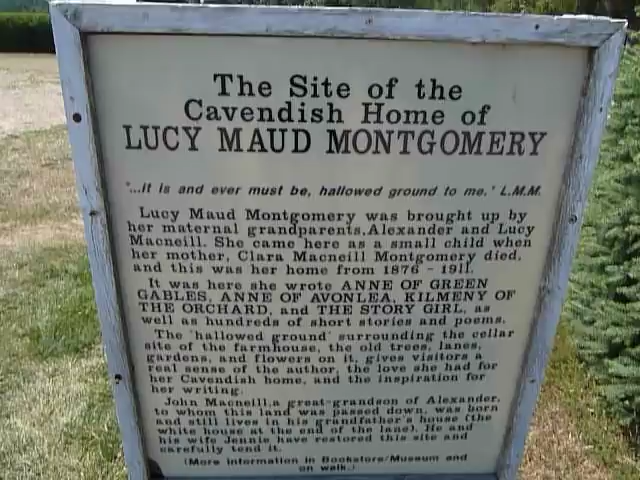 The Site of the
Cavendish Home of
LUCY MAUD MONTGOMERY
"...it is and ever must be, hallowed ground to me." L.M.M.
Lucy Maud Montgomery was brought up by
her maternal grandparents, Alexander and Lucy
Macneill. She came here as a small child when
her mother, Clara Macneill Montgomery died,
and this was her home from 1876 - 1911.
It was here she wrote ANNE OF GREEN
GABLES, ANNE OF AVONLEA, KILMENY OF
THE ORCHARD, and THE STORY GIRL, as
well as hundreds of short stories and poems.
The 'hallowed ground' surrounding the cellar
site of the farmhouse, the old trees, lanes,
gardens, and flowers on it, gives visitors a
real sense of the author, the love she had for
her Cavendish home, and the inspiration for
her writing.
John Macneill, a great-grandson of Alexander,
to whom this land was passed down, was born
and still lives in his grandfather's house (the
white house at the end of the lane). He and
his wife Jennie have restored this site and
carefully tend it.
(More information in Bookstore/Museum and
on walk.)